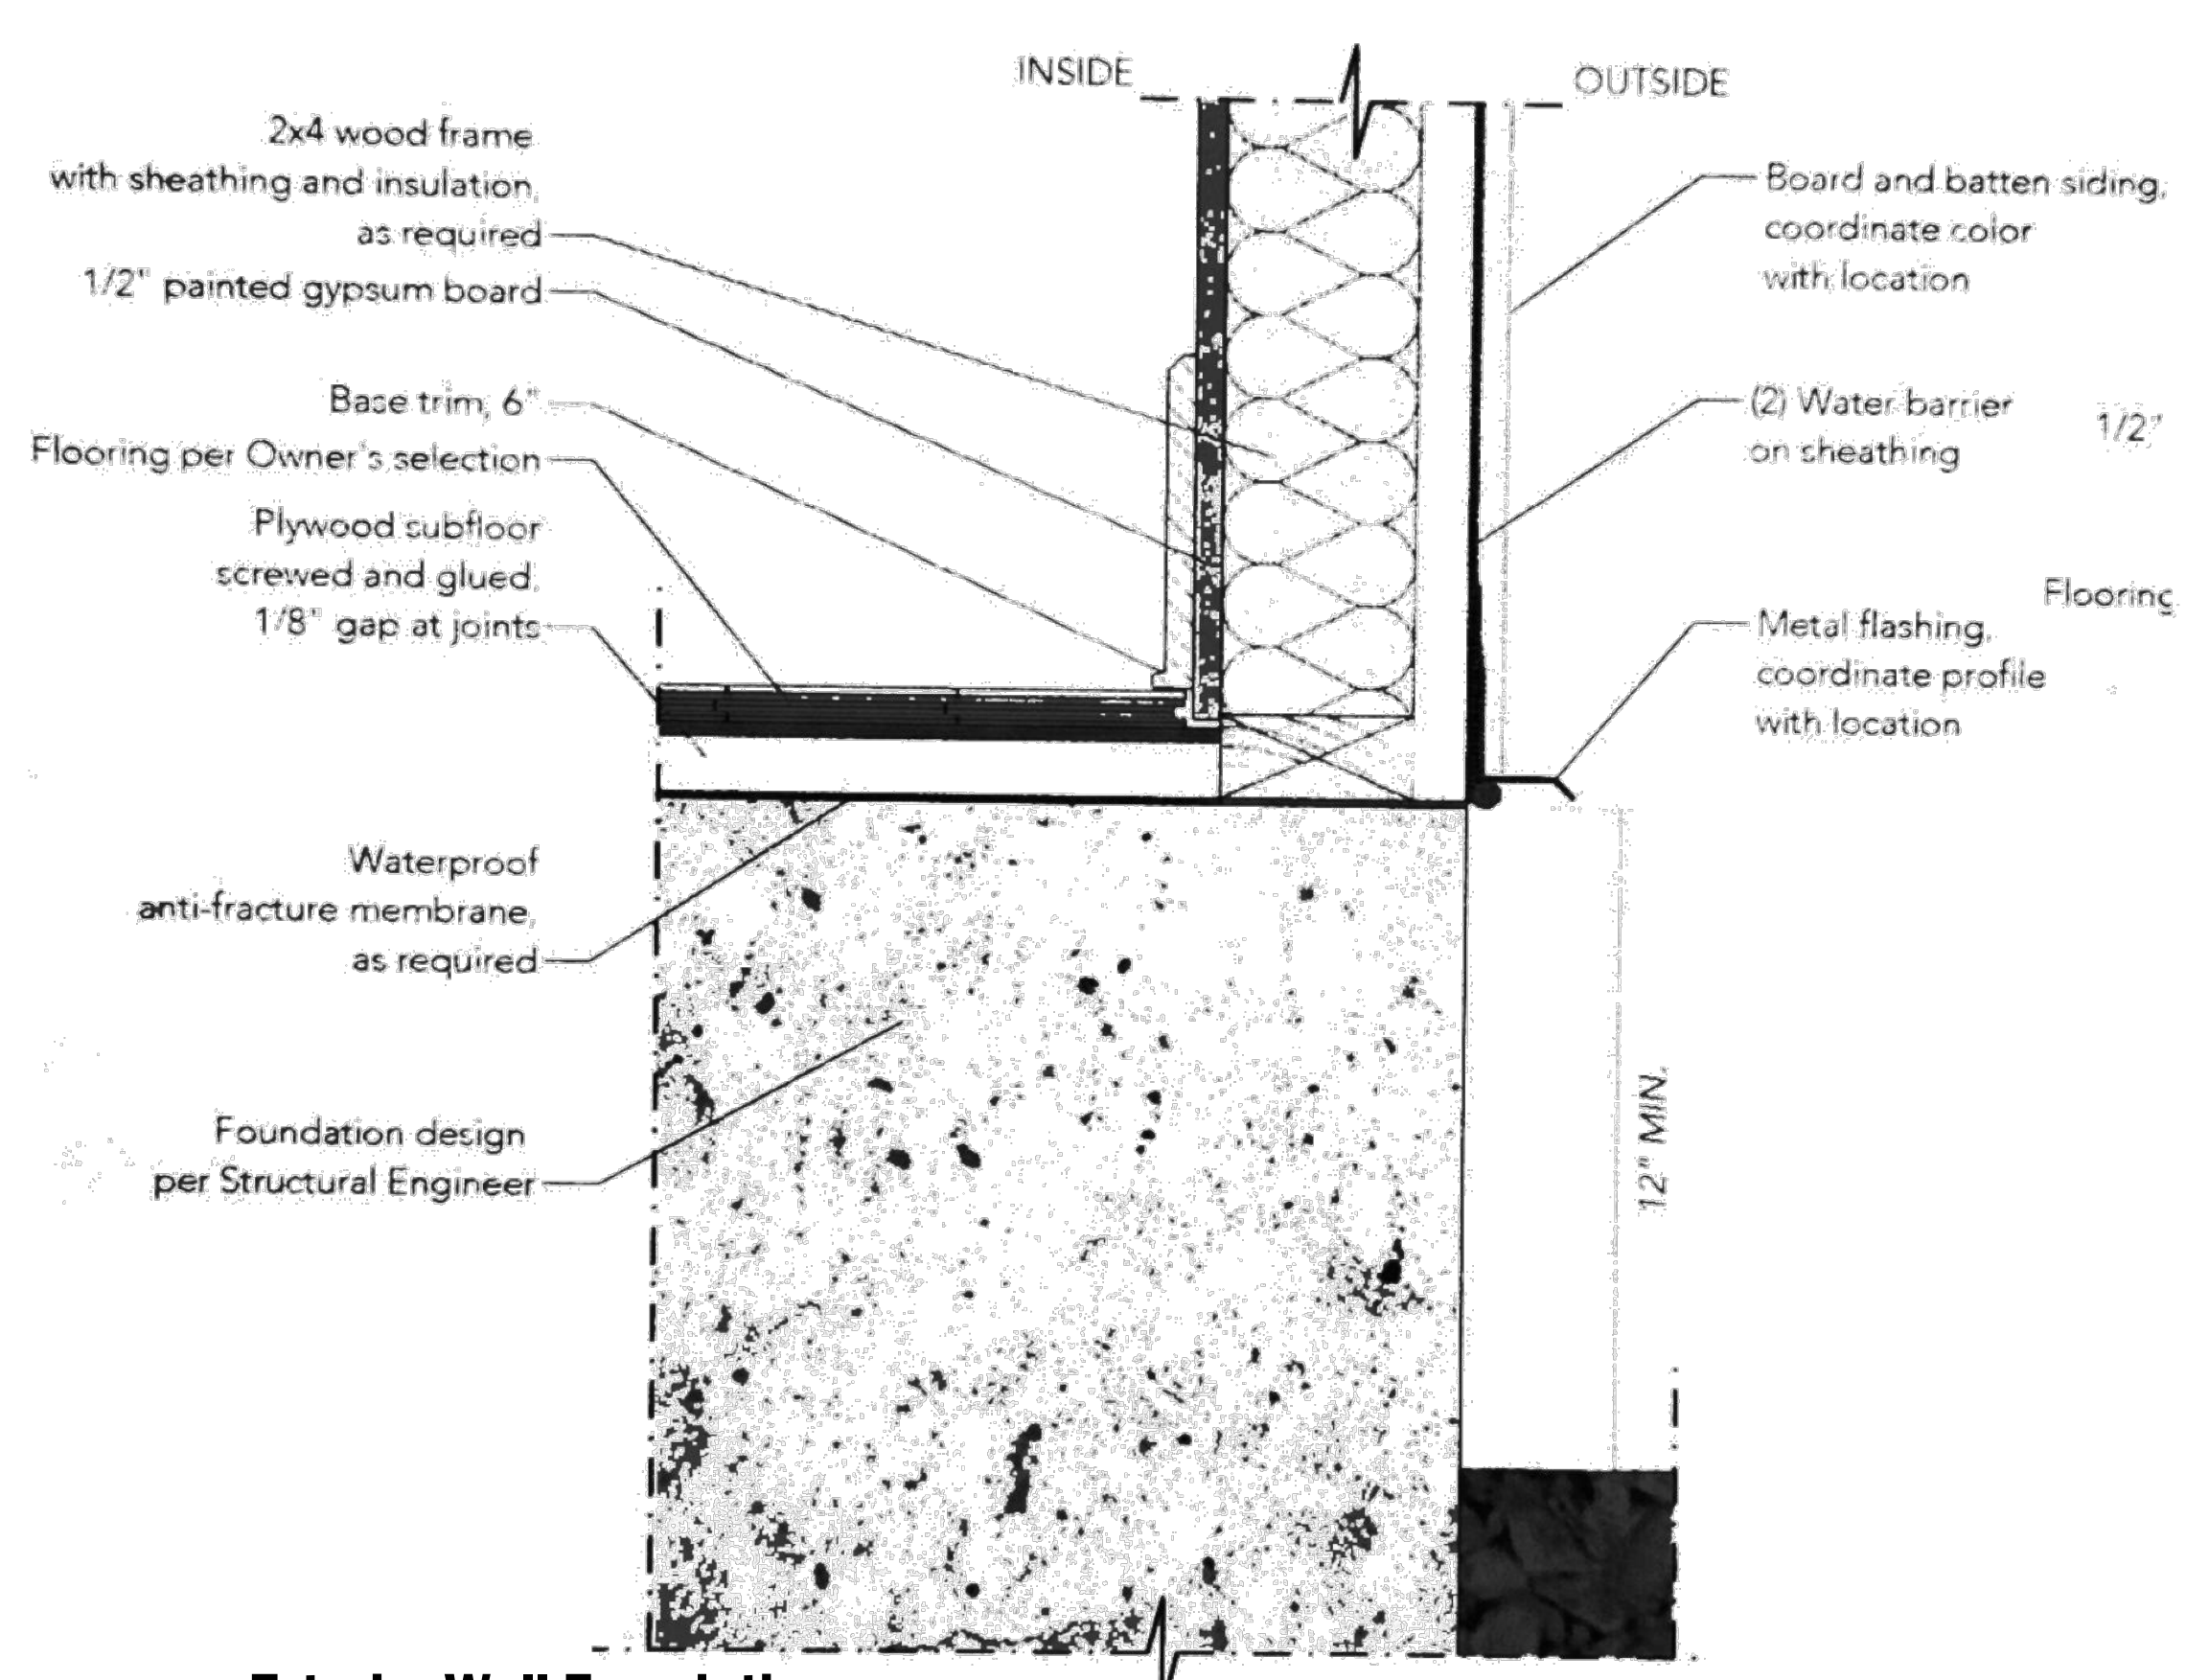 INSIDE
OUTSIDE
2x4 wood frame
with sheathing and insulation,
as required
1/2" painted gypsum board
Base trim, 6"
Flooring per Owner's selection
Plywood subfloor
screwed and glued,
1/8" gap at joints
Waterproof
anti-fracture membrane,
as required
Foundation design
per Structural Engineer
Board and batten siding,
coordinate color
with location
(2) Water barrier
on sheathing
Metal flashing,
coordinate profile
with location
1/2"
Flooring
12" MIN.